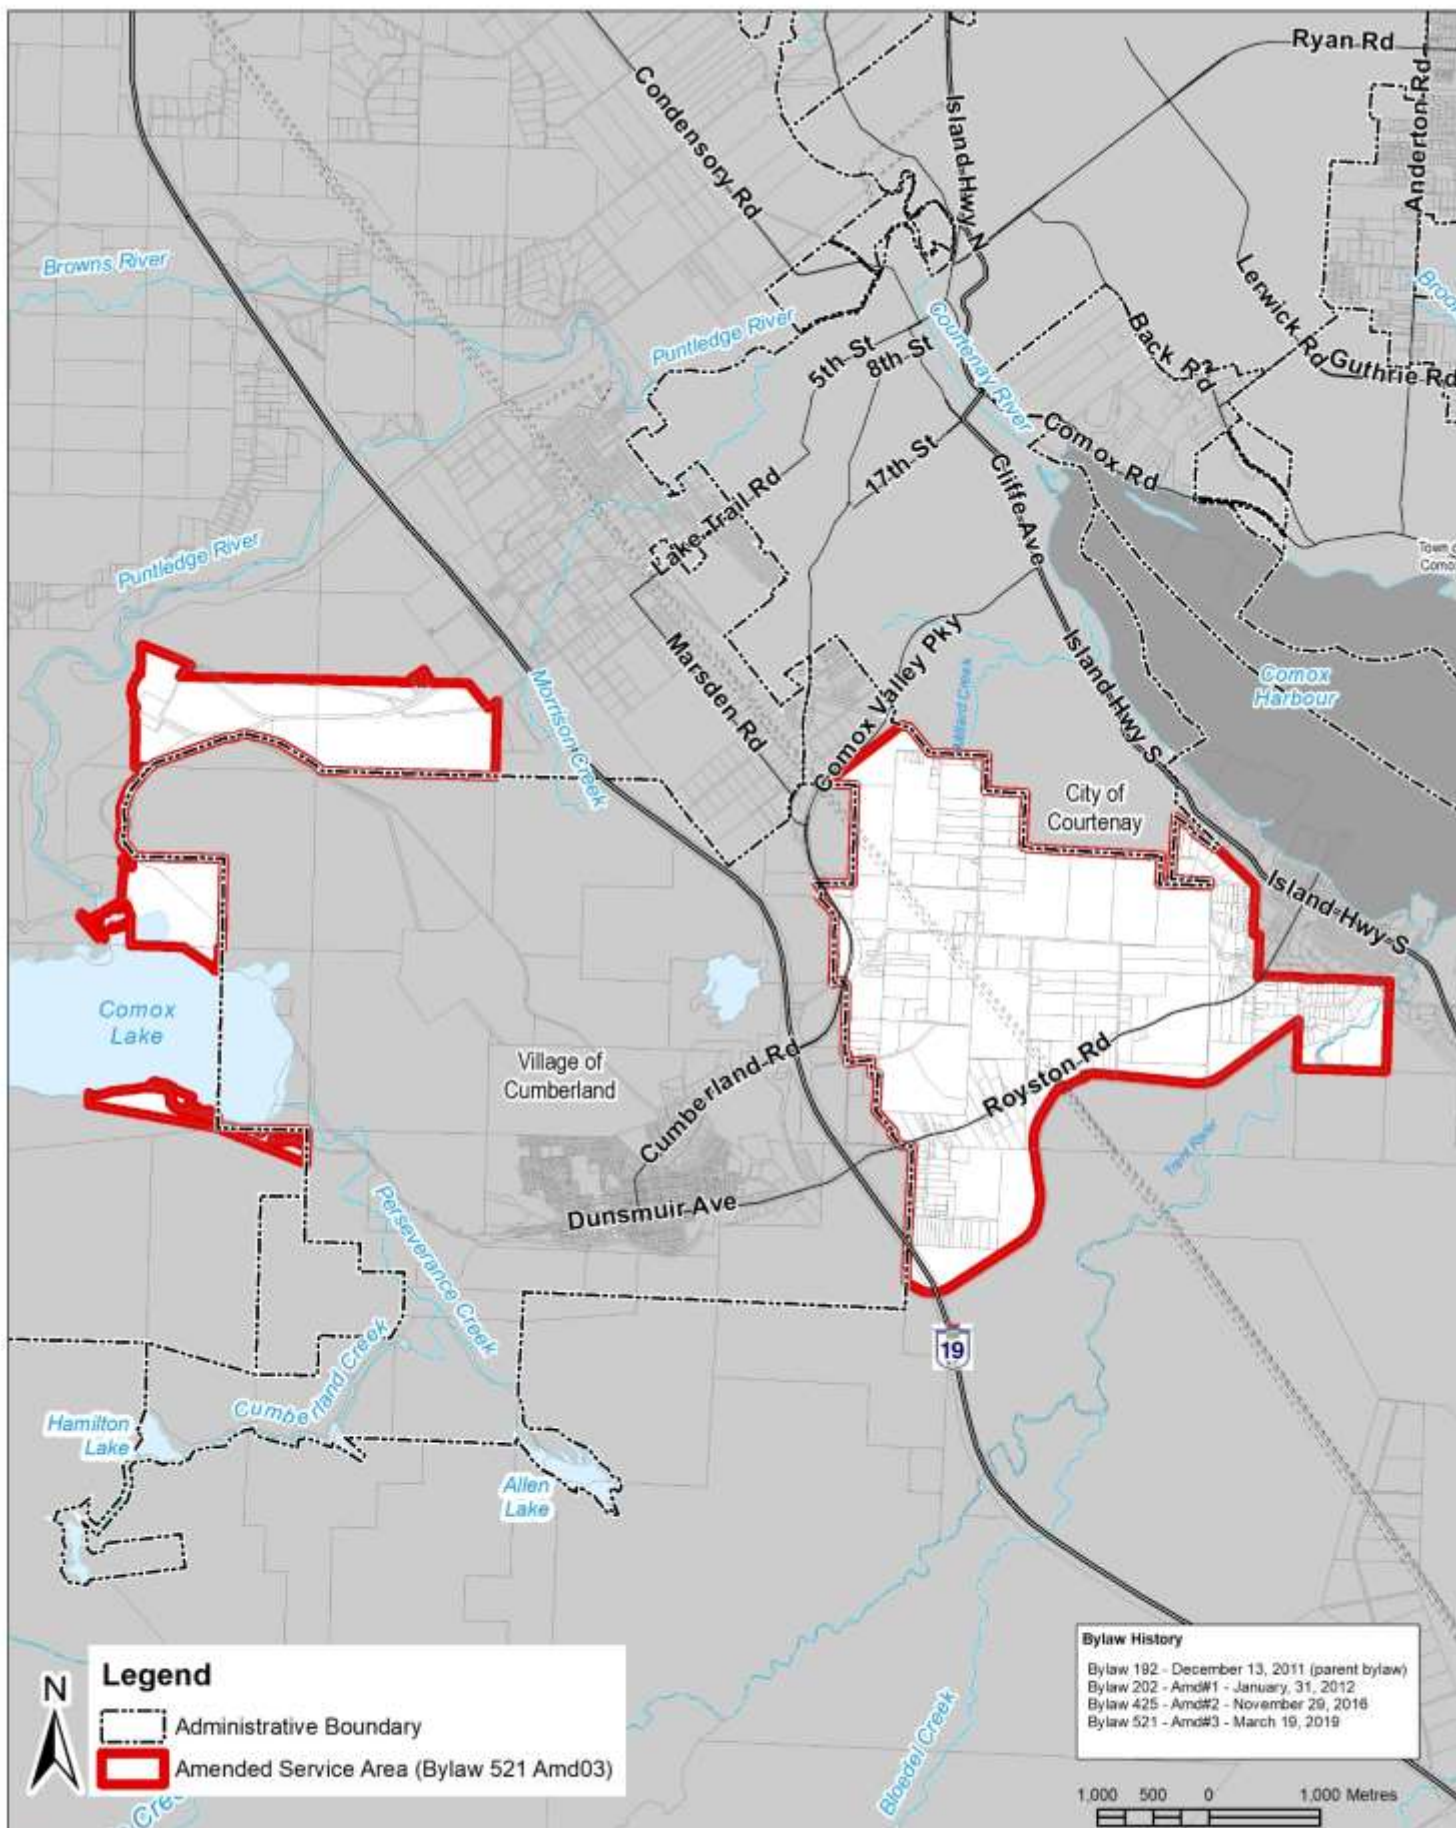 Ryan Rd
Condensory Rd
Island Hwy N
Anderton Rd
Browns River
Lerwick Rd
Puntledge River
Courtenay River
Back Rd
5th St
8th St
Guthrie Rd
17th St
Comox Rd
Lake Trail Rd
Cliffe Ave
Puntledge River
Marsden Rd
Morrison Creek
Comox Valley Pky
Island Hwy S
Comox
Harbour
City of
Courtenay
Island Hwy S
Comox
Lake
Village of
Cumberland
Cumberland Rd
Royston Rd
Trent River
Dunsmuir Ave
Perseverance Creek
19
Cumberland Creek
Hamilton
Lake
Allen
Lake
Bloedel Creek
Bylaw History
Bylaw 192 - December 13, 2011 (parent bylaw)
Bylaw 202 - Amd#1 - January, 31, 2012
Bylaw 425 - Amd#2 - November 29, 2016
Bylaw 521 - Amd#3 - March 19, 2019
N
Legend
Administrative Boundary
Amended Service Area (Bylaw 521 Amd03)
1,000 500 0 1,000 Metres